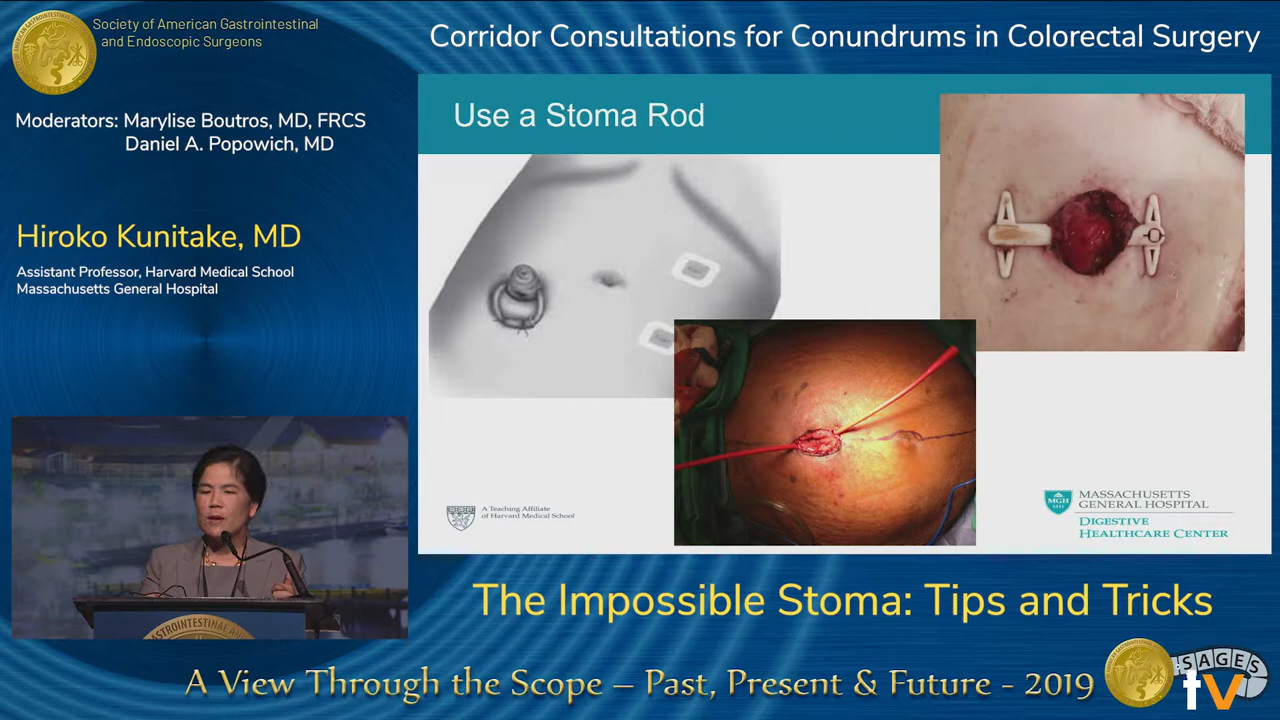 Society of American Gastrointestinal
and Endoscopic Surgeons
Corridor Consultations for Conundrums in Colorectal Surgery
Moderators: Marylise Boutros, MD, FRCS
Daniel A. Popowich, MD
Hiroko Kunitake, MD
Assistant Professor, Harvard Medical School
Massachusetts General Hospital
Use a Stoma Rod
A Teaching Affiliate
of Harvard Medical School
MGH
1811
MASSACHUSETTS
GENERAL HOSPITAL
DIGESTIVE
HEALTHCARE CENTER
The Impossible Stoma: Tips and Tricks
A View Through the Scope – Past, Present & Future - 2019
SAGES
tv